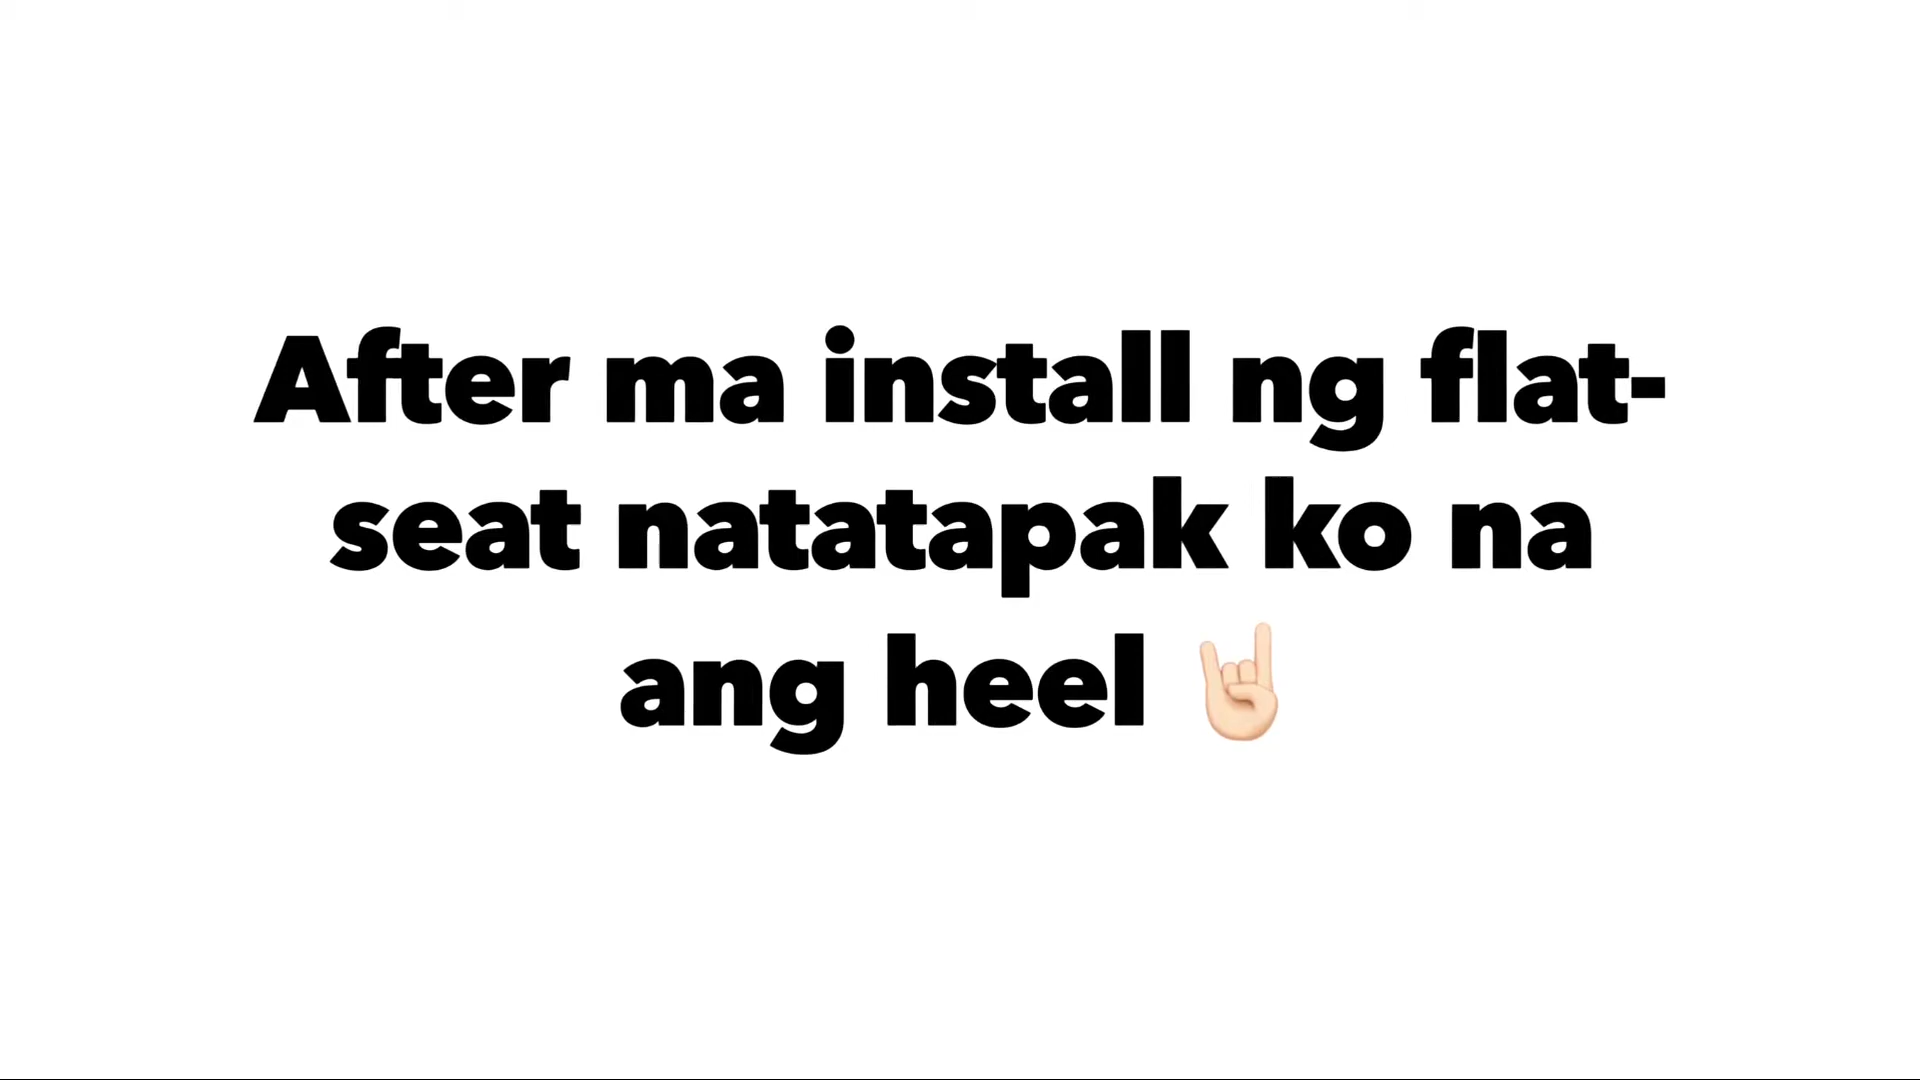 After ma install ng flat-
seat natatapak ko na
ang heel 🤘🏻